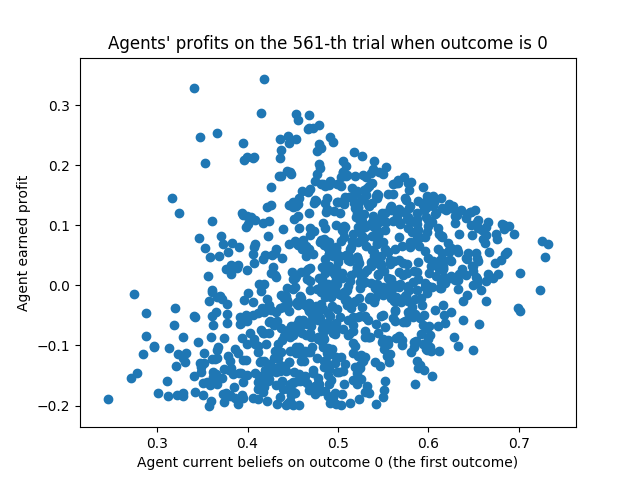 Agents' profits on the 561-th trial when outcome is 0
0.3
0.2
0.1
0.0
−0.1
−0.2
Agent earned profit
0.3 0.4 0.5 0.6 0.7
Agent current beliefs on outcome 0 (the first outcome)